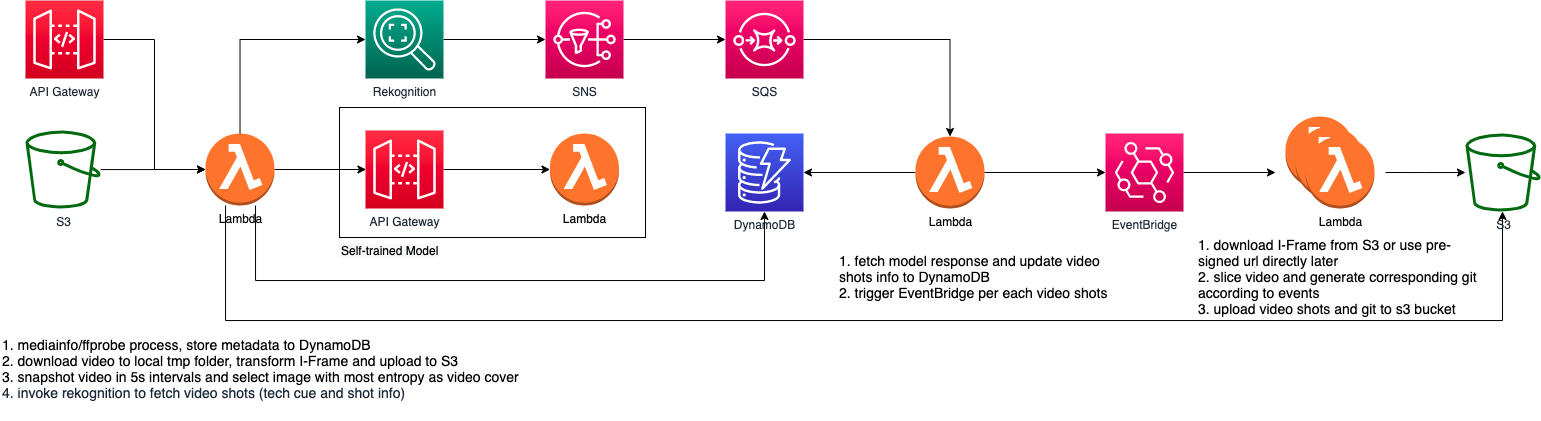 API Gateway
Rekognition
SNS
SQS
S3
Lambda
API Gateway
Lambda
DynamoDB
Lambda
EventBridge
Lambda
S3
Self-trained Model
1. fetch model response and update video
shots info to DynamoDB
2. trigger EventBridge per each video shots
1. download I-Frame from S3 or use pre-
signed url directly later
2. slice video and generate corresponding git
according to events
3. upload video shots and git to s3 bucket
1. mediainfo/ffprobe process, store metadata to DynamoDB
2. download video to local tmp folder, transform I-Frame and upload to S3
3. snapshot video in 5s intervals and select image with most entropy as video cover
4. invoke rekognition to fetch video shots (tech cue and shot info)